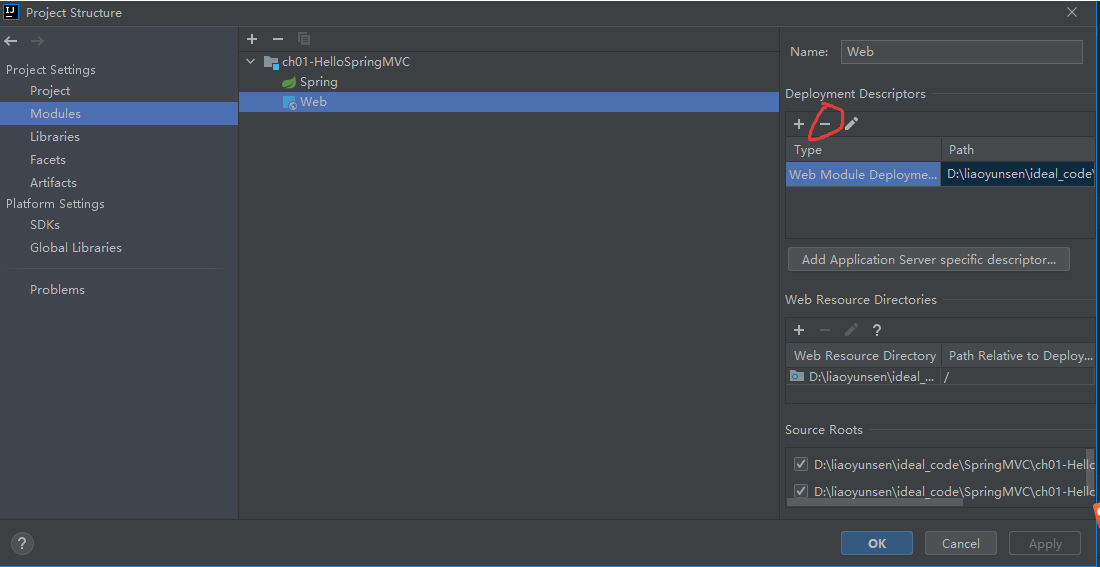 IJ Project Structure
Project Settings
Project
Modules
Libraries
Facets
Artifacts
Platform Settings
SDKs
Global Libraries
Problems
ch01-HelloSpringMVC
Spring
Web
Name: Web
Deployment Descriptors
Type Path
Web Module Deployme... D:\liaoyunsen\ideal_code\
Add Application Server specific descriptor...
Web Resource Directories
?
Web Resource Directory Path Relative to Deploy...
D:\liaoyunsen\ideal_... /
Source Roots
D:\liaoyunsen\ideal_code\SpringMVC\ch01-Hello
D:\liaoyunsen\ideal_code\SpringMVC\ch01-Hello
? OK Cancel Apply